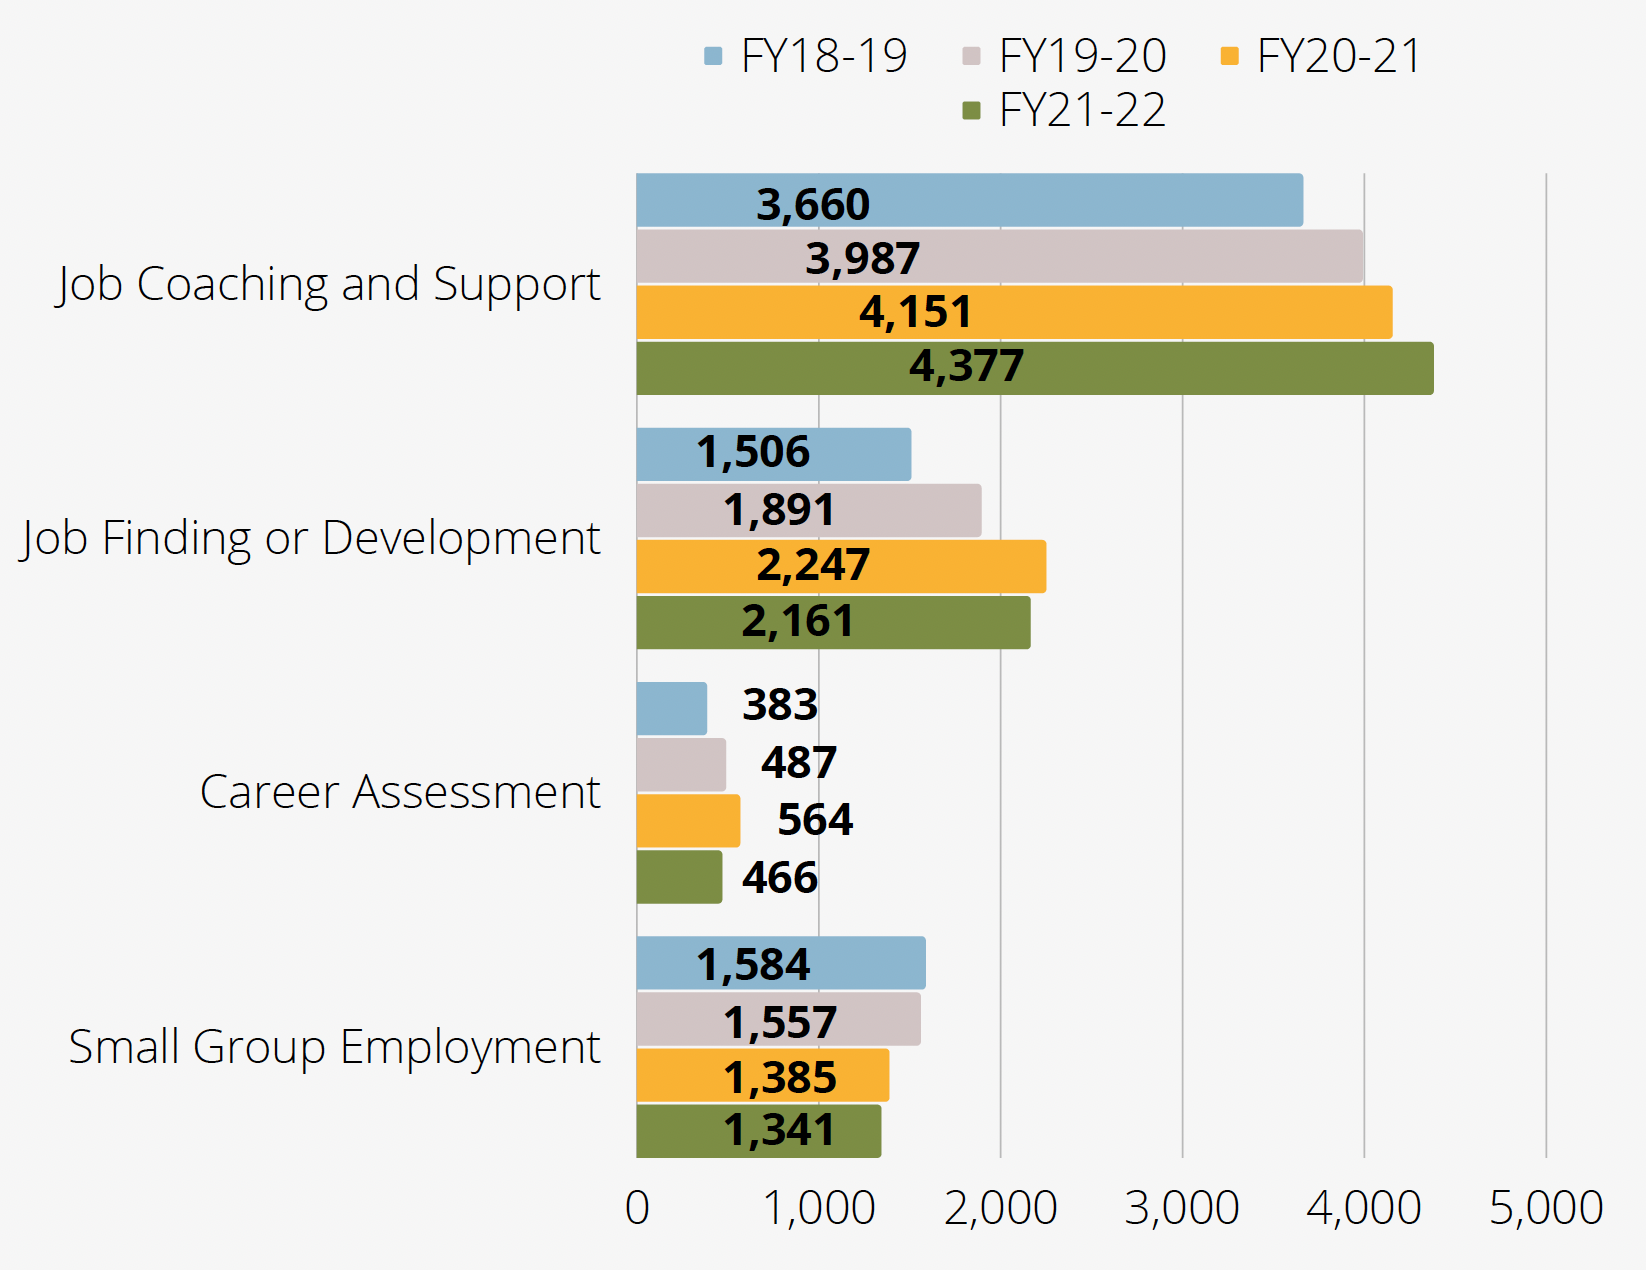 FY18-19 FY19-20 FY20-21
FY21-22
Job Coaching and Support
3,660
3,987
4,151
4,377
Job Finding or Development
1,506
1,891
2,247
2,161
Career Assessment
383
487
564
466
Small Group Employment
1,584
1,557
1,385
1,341
0 1,000 2,000 3,000 4,000 5,000